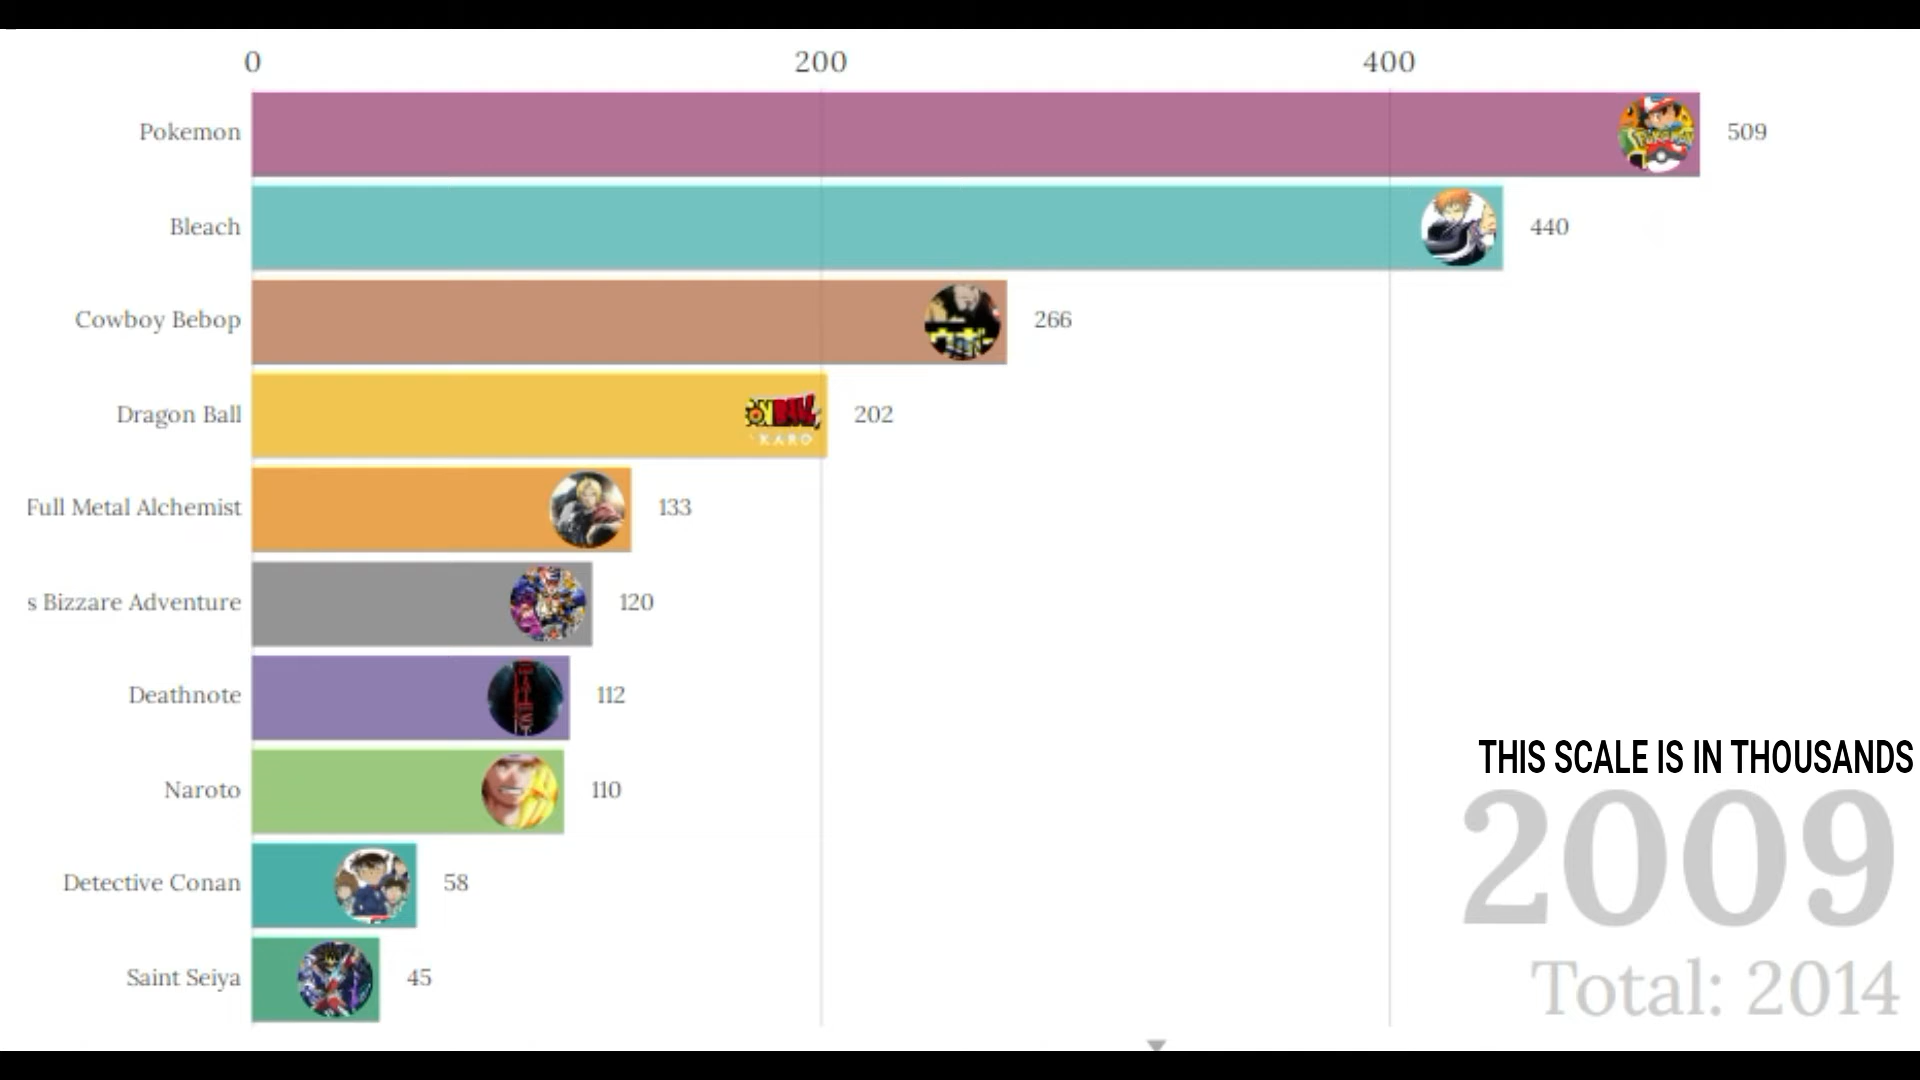 0 200 400
Pokemon 509
Bleach 440
Cowboy Bebop 266
Dragon Ball 202
Full Metal Alchemist 133
s Bizzare Adventure 120
Deathnote 112
Naroto 110
Detective Conan 58
Saint Seiya 45
THIS SCALE IS IN THOUSANDS
2009
Total: 2014